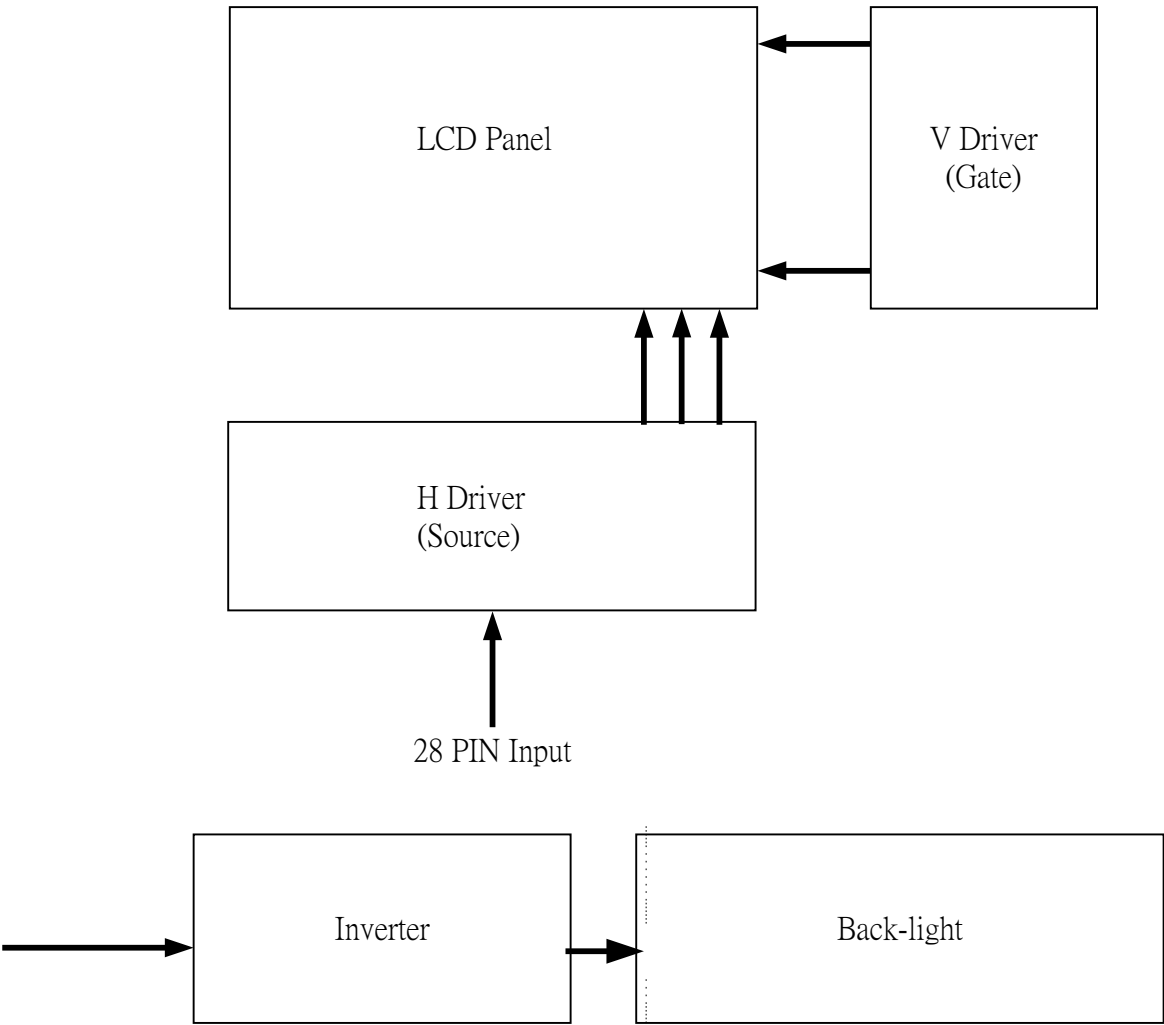 LCD Panel
V Driver
(Gate)
H Driver
(Source)
28 PIN Input
Inverter
Back-light